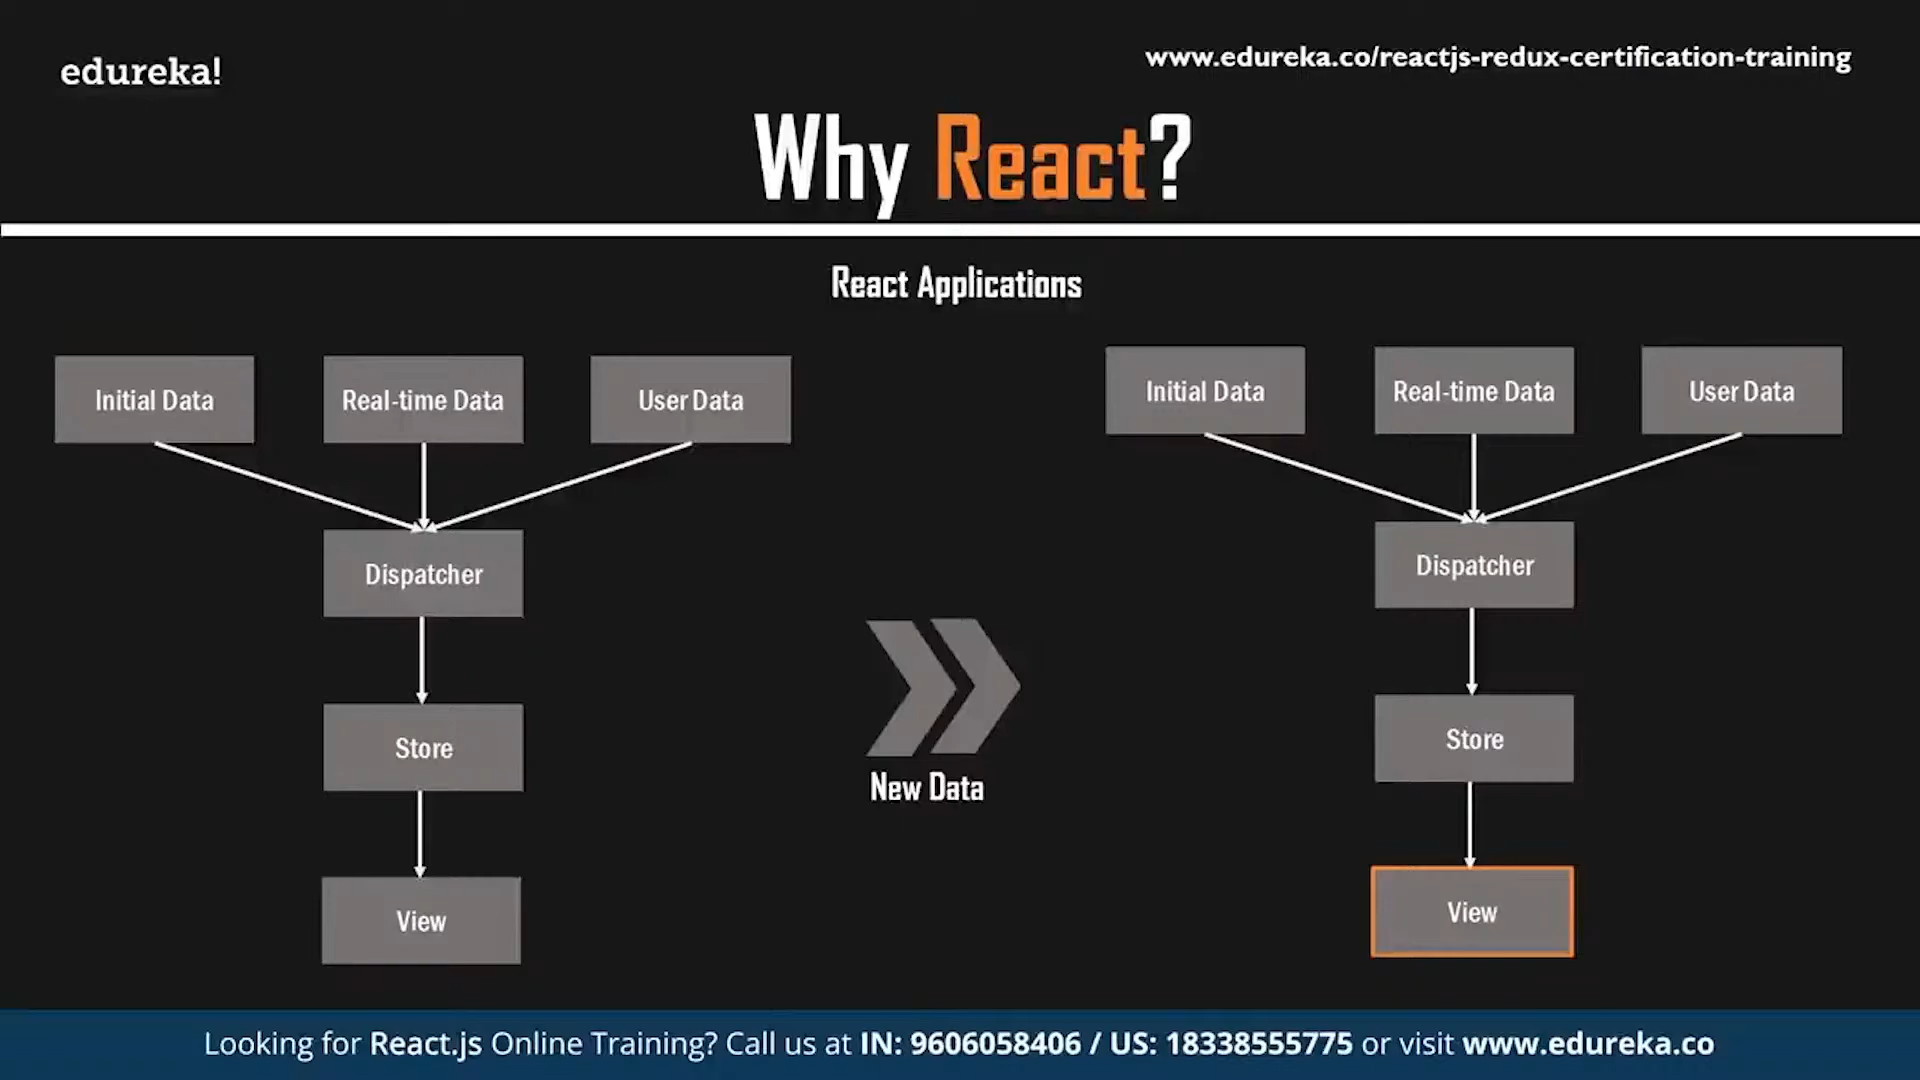 edureka!
www.edureka.co/reactjs-redux-certification-training
Why React?
React Applications
Initial Data
Real-time Data
User Data
Dispatcher
Store
View
New Data
Initial Data
Real-time Data
User Data
Dispatcher
Store
View
Looking for React.js Online Training? Call us at IN: 9606058406 / US: 18338555775 or visit www.edureka.co